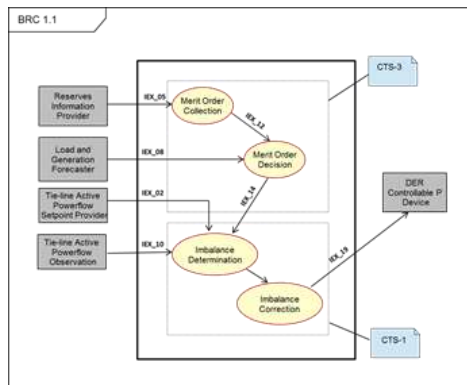 BRC 1.1
CTS-3
Reserves
Information
Provider
IEX_05
Merit Order
Collection
IEX_12
Load and
Generation
Forecaster
IEX_08
Merit Order
Decision
DER
Controllable P
Device
Tie-line Active
Powerflow
Setpoint Provider
IEX_02
IEX_14
Tie-line Active
Powerflow
Observation
IEX_10
Imbalance
Determination
IEX_19
Imbalance
Correction
CTS-1